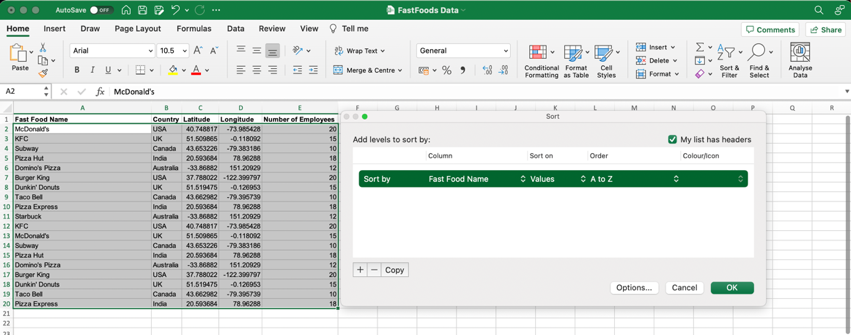 AutoSave OFF FastFoods Data
Home Insert Draw Page Layout Formulas Data Review View Tell me Comments Share
Paste Arial 10.5 A A Wrap Text General Insert
B I U A Merge & Centre % Conditional Formatting Format as Table Cell Styles Delete Format Sort & Filter Find & Select Analyse Data
A2 fx McDonald's
A B C D E F G H I J K L M N O P Q R
1 Fast Food Name Country Latitude Longitude Number of Employees
2 McDonald's USA 40.748817 -73.985428 20
3 KFC UK 51.509865 -0.118092 15
4 Subway Canada 43.653226 -79.383186 10
5 Pizza Hut India 20.593684 78.96288 18
6 Domino's Pizza Australia -33.86882 151.20929 12
7 Burger King USA 37.788022 -122.399797 20
8 Dunkin' Donuts UK 51.519475 -0.126953 15
9 Taco Bell Canada 43.662982 -79.395739 10
10 Pizza Express India 20.593684 78.96288 18
11 Starbuck Australia -33.86882 151.20929 12
12 KFC USA 40.748817 -73.985428 20
13 McDonald's UK 51.509865 -0.118092 15
14 Subway Canada 43.653226 -79.383186 10
15 Pizza Hut India 20.593684 78.96288 18
16 Domino's Pizza Australia -33.86882 151.20929 12
17 Burger King USA 37.788022 -122.399797 20
18 Dunkin' Donuts UK 51.509865 -0.126953 15
19 Taco Bell Canada 43.662982 -79.395739 10
20 Pizza Express India 20.593684 78.96288 18
21
22
23
Sort
Add levels to sort by: My list has headers
Column Sort on Order Colour/Icon
Sort by Fast Food Name Values A to Z
+ − Copy
Options... Cancel OK